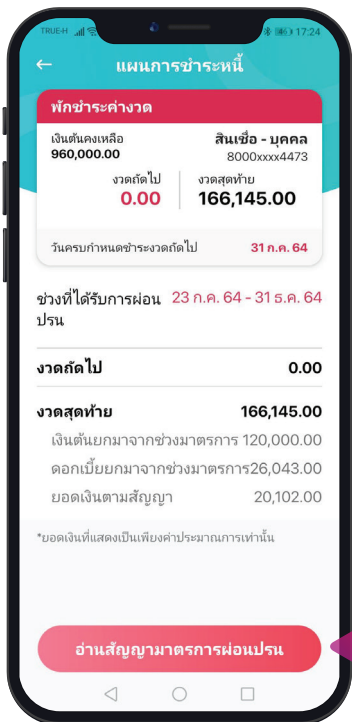 TRUE-H 46 17:24
แผนการชำระหนี้
พักชำระค่างวด
เงินต้นคงเหลือ สินเชื่อ - บุคคล
960,000.00 8000xxxx4473
งวดถัดไป งวดสุดท้าย
0.00 166,145.00
วันครบกำหนดชำระงวดถัดไป 31 ก.ค. 64
ช่วงที่ได้รับการผ่อน 23 ก.ค. 64 - 31 ธ.ค. 64
ปรน
งวดถัดไป 0.00
งวดสุดท้าย 166,145.00
เงินต้นยกมาจากช่วงมาตรการ 120,000.00
ดอกเบี้ยยกมาจากช่วงมาตรการ26,043.00
ยอดเงินตามสัญญา 20,102.00
*ยอดเงินที่แสดงเป็นเพียงค่าประมาณการเท่านั้น
อ่านสัญญามาตรการผ่อนปรน